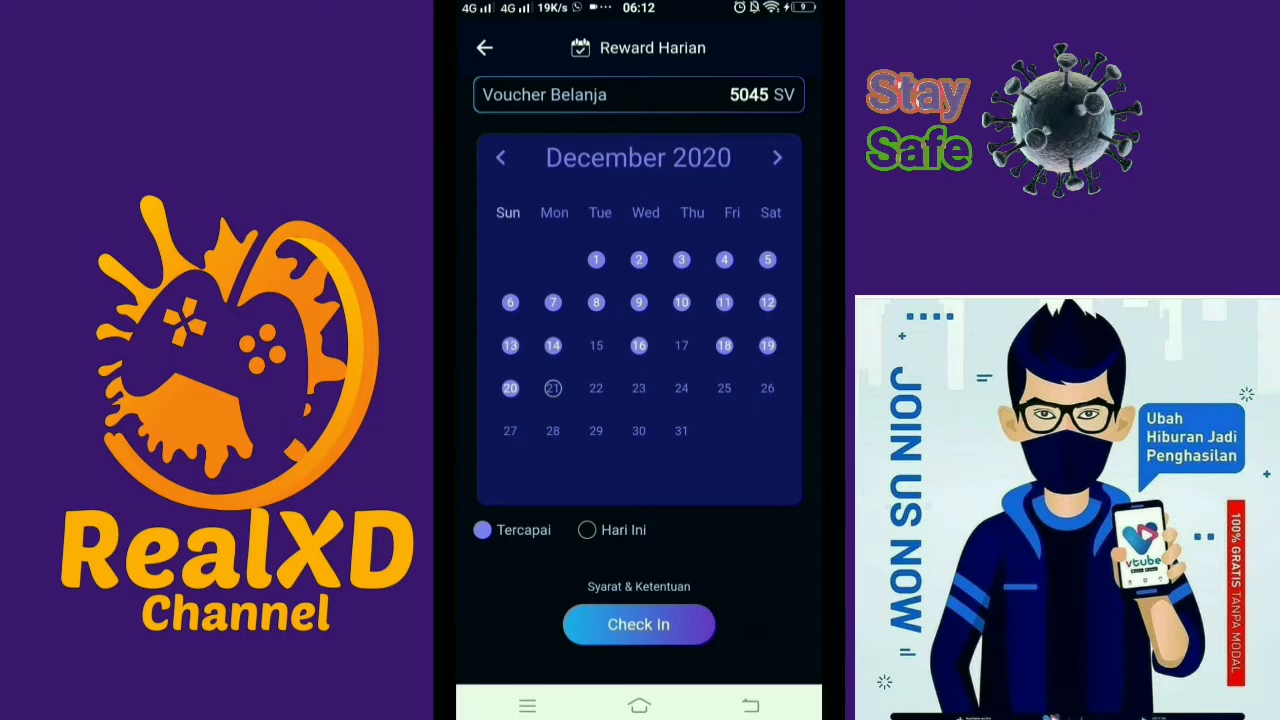 4G 4G 19K/s 06:12 9
Reward Harian
Voucher Belanja 5045 SV
December 2020
Sun Mon Tue Wed Thu Fri Sat
1 2 3 4 5
6 7 8 9 10 11 12
13 14 15 16 17 18 19
20 21 22 23 24 25 26
27 28 29 30 31
Tercapai Hari Ini
Syarat & Ketentuan
Check In
RealXD
Channel
Stay
Safe
JOIN US NOW
Ubah
Hiburan Jadi
Penghasilan
vtube
100% GRATIS TANPA MODAL